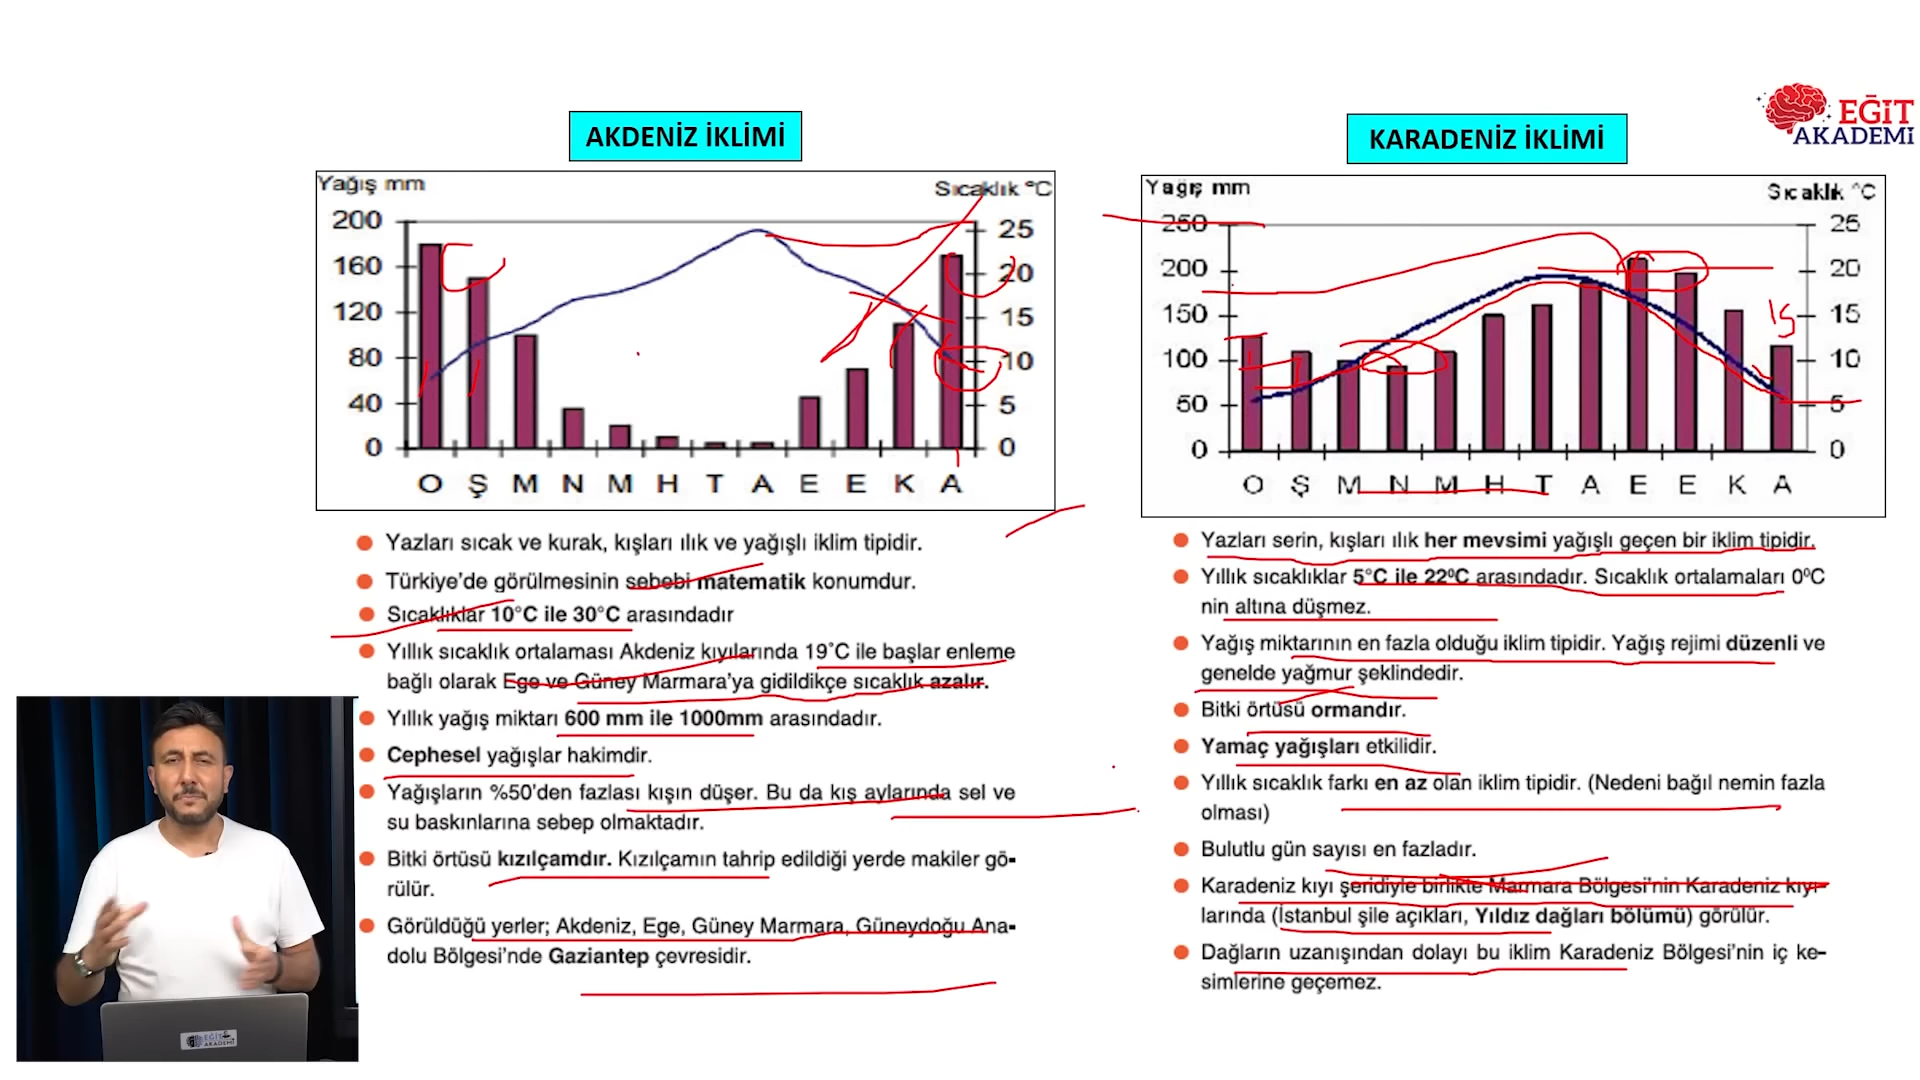 EĞİT
AKADEMİ
AKDENİZ İKLİMİ
Yağış mm
Sıcaklık °C
200
160
120
80
40
0
25
20
15
10
5
0
O Ş M N M H T A E E K A
Yazları sıcak ve kurak, kışları ılık ve yağışlı iklim tipidir.
Türkiye'de görülmesinin sebebi matematik konumdur.
Sıcaklıklar 10°C ile 30°C arasındadır
Yıllık sıcaklık ortalaması Akdeniz kıyılarında 19˚C ile başlar enleme
bağlı olarak Ege ve Güney Marmara'ya gidildikçe sıcaklık azalır.
Yıllık yağış miktarı 600 mm ile 1000mm arasındadır.
Cephesel yağışlar hakimdir.
Yağışların %50'den fazlası kışın düşer. Bu da kış aylarında sel ve
su baskınlarına sebep olmaktadır.
Bitki örtüsü kızılçamdır. Kızılçamın tahrip edildiği yerde makiler gö-
rülür.
Görüldüğü yerler; Akdeniz, Ege, Güney Marmara, Güneydoğu Ana-
dolu Bölgesi'nde Gaziantep çevresidir.
KARADENİZ İKLİMİ
Yağış mm
Sıcaklık °C
250
200
150
100
50
0
25
20
15
10
5
0
15
O Ş M N M H T A E E K A
Yazları serin, kışları ılık her mevsimi yağışlı geçen bir iklim tipidir.
Yıllık sıcaklıklar 5°C ile 22⁰C arasındadır. Sıcaklık ortalamaları 0⁰C
nin altına düşmez.
Yağış miktarının en fazla olduğu iklim tipidir. Yağış rejimi düzenli ve
genelde yağmur şeklindedir.
Bitki örtüsü ormandır.
Yamaç yağışları etkilidir.
Yıllık sıcaklık farkı en az olan iklim tipidir. (Nedeni bağıl nemin fazla
olması)
Bulutlu gün sayısı en fazladır.
Karadeniz kıyı şeridiyle birlikte Marmara Bölgesi'nin Karadeniz kıyı-
larında (İstanbul şile açıkları, Yıldız dağları bölümü) görülür.
Dağların uzanışından dolayı bu iklim Karadeniz Bölgesi'nin iç ke-
simlerine geçemez.
EĞİT
AKADEMİ